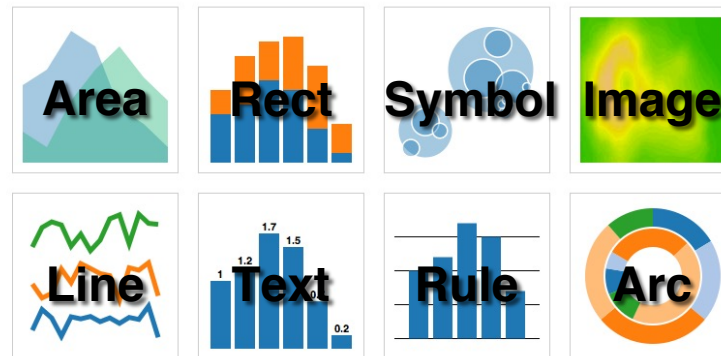 Area
Rect
Symbol
Image
Line
1
1.2
1.7
1.5
0.2
Text
Rule
Arc